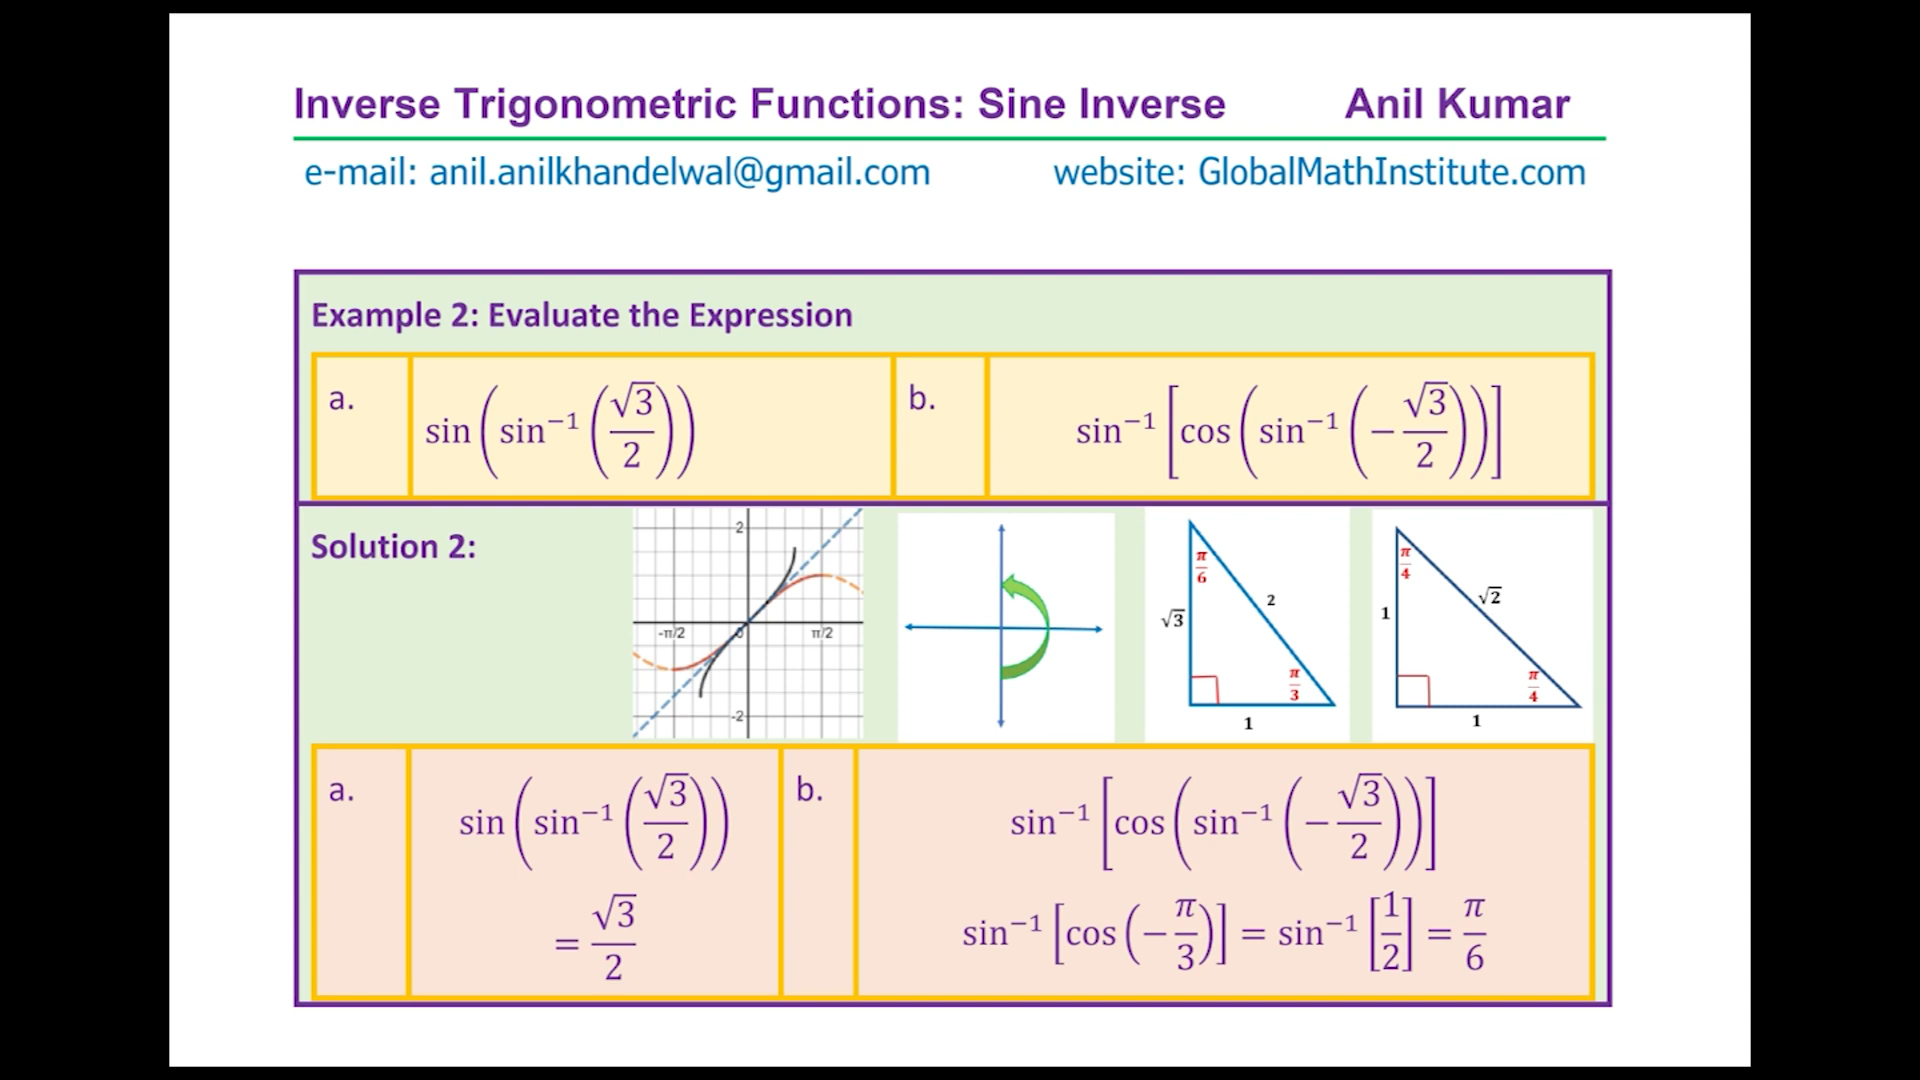 Inverse Trigonometric Functions: Sine Inverse Anil Kumar
e-mail: anil.anilkhandelwal@gmail.com website: GlobalMathInstitute.com
Example 2: Evaluate the Expression
a. sin(sin⁻¹(√3/2)) b. sin⁻¹[cos(sin⁻¹(−√3/2))]
Solution 2:
2
-π/2 0 π/2
-2
π/6
√3 2
π/3
1
π/4
1 √2
π/4
1
a. sin(sin⁻¹(√3/2)) b. sin⁻¹[cos(sin⁻¹(−√3/2))]
= √3/2 sin⁻¹[cos(−π/3)] = sin⁻¹[1/2] = π/6